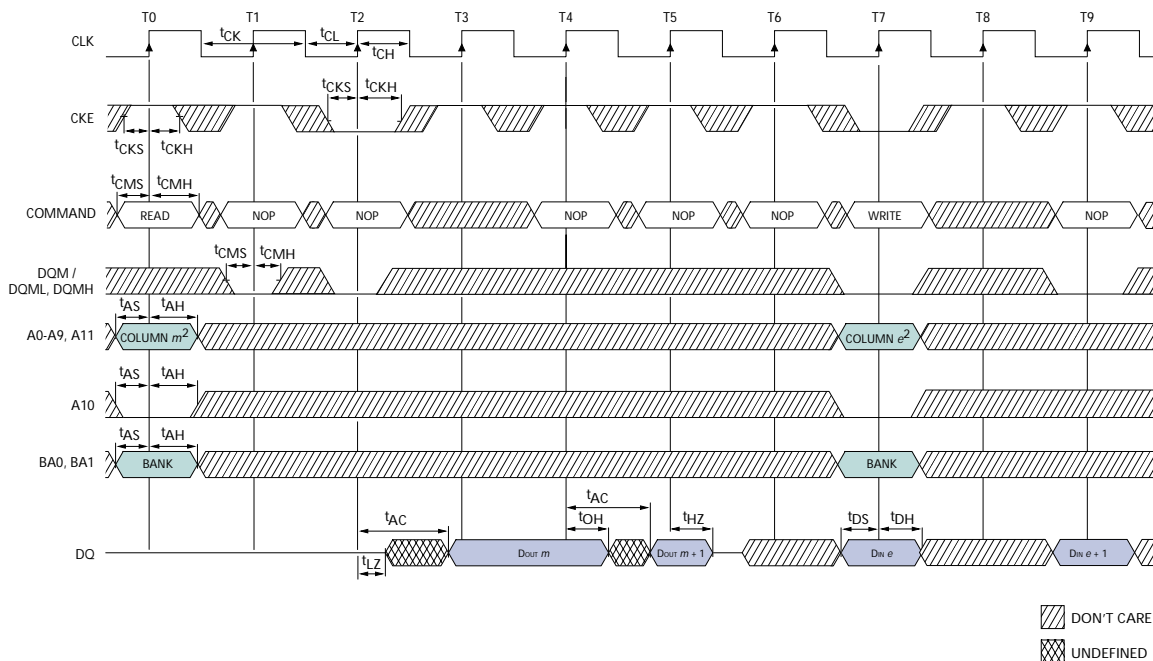 T0 T1 T2 T3 T4 T5 T6 T7 T8 T9
CLK
tCK tCL tCH
tCKS tCKH
CKE
tCKS tCKH
tCMS tCMH
COMMAND READ NOP NOP NOP NOP NOP WRITE NOP
tCMS tCMH
DQM /
DQML, DQMH
tAS tAH
A0-A9, A11 COLUMN m2 COLUMN e2
tAS tAH
A10
tAS tAH
BA0, BA1 BANK BANK
tAC tAC tOH tHZ tDS tDH
DQ DOUT m DOUT m + 1 DIN e DIN e + 1
tLZ
DON'T CARE
UNDEFINED